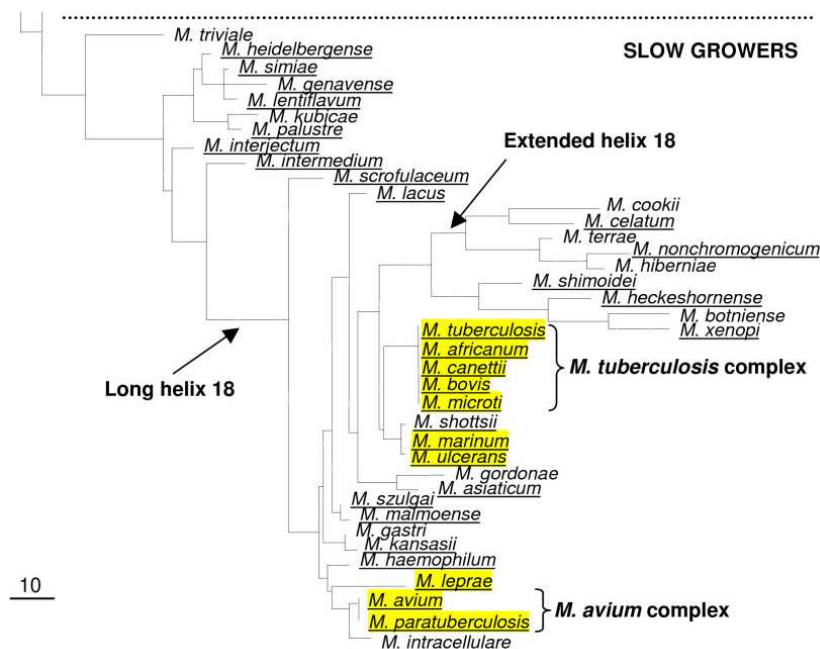 M. triviale
M. heidelbergense
SLOW GROWERS
M. simiae
M. genavense
M. lentiflavum
M. kubicae
M. palustre
Extended helix 18
M. interjectum
M. intermedium
M. scrofulaceum
M. lacus
M. cookii
M. celatum
M. terrae
M. nonchromogenicum
M. hiberniae
M. shimoidei
M. heckeshornense
M. botniense
M. xenopi
M. tuberculosis
M. africanum
M. canettii
M. tuberculosis complex
Long helix 18
M. bovis
M. microti
M. shottsii
M. marinum
M. ulcerans
M. gordonae
M. asiaticum
M. szulgai
M. malmoense
M. gastri
M. kansasii
M. haemophilum
10
M. leprae
M. avium
M. avium complex
M. paratuberculosis
M. intracellulare